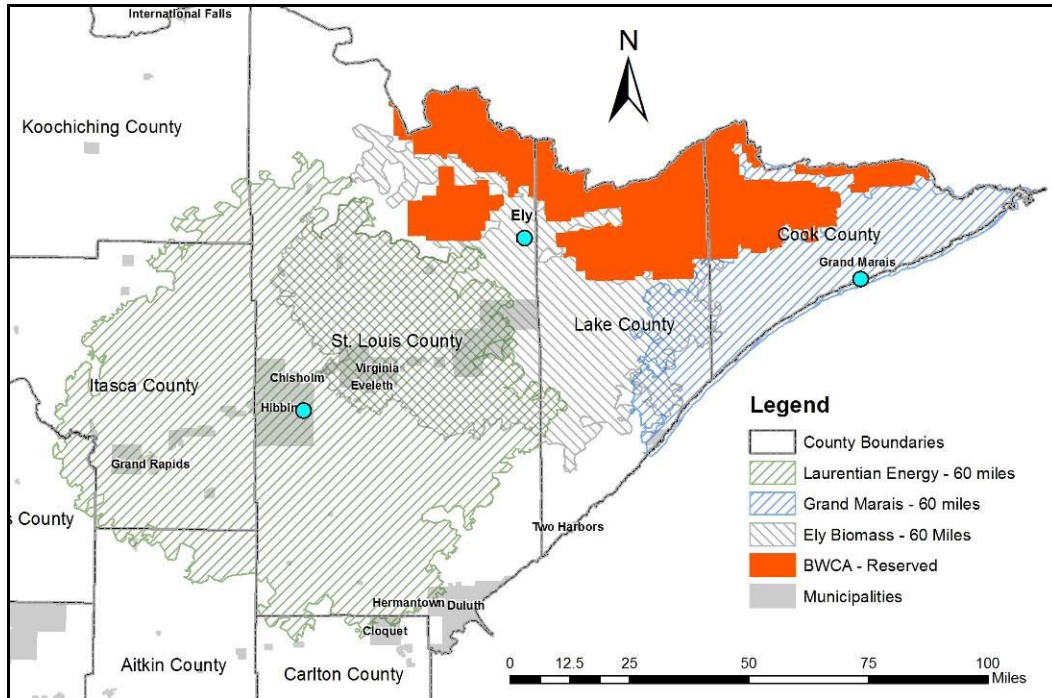 International Falls
N
Koochiching County
Ely
Cook County
Grand Marais
St. Louis County
Lake County
Chisholm
Virginia
Eveleth
Itasca County
Hibbin
Grand Rapids
s County
Two Harbors
Hermantown
Duluth
Cloquet
Aitkin County
Carlton County
Legend
County Boundaries
Laurentian Energy - 60 miles
Grand Marais - 60 miles
Ely Biomass - 60 Miles
BWCA - Reserved
Municipalities
0 12.5 25 50 75 100
Miles